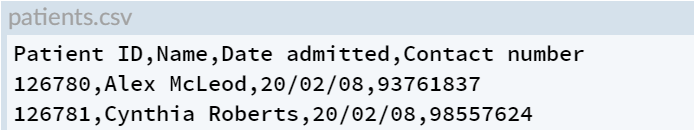 patients.csv
Patient ID,Name,Date admitted,Contact number
126780,Alex McLeod,20/02/08,93761837
126781,Cynthia Roberts,20/02/08,98557624